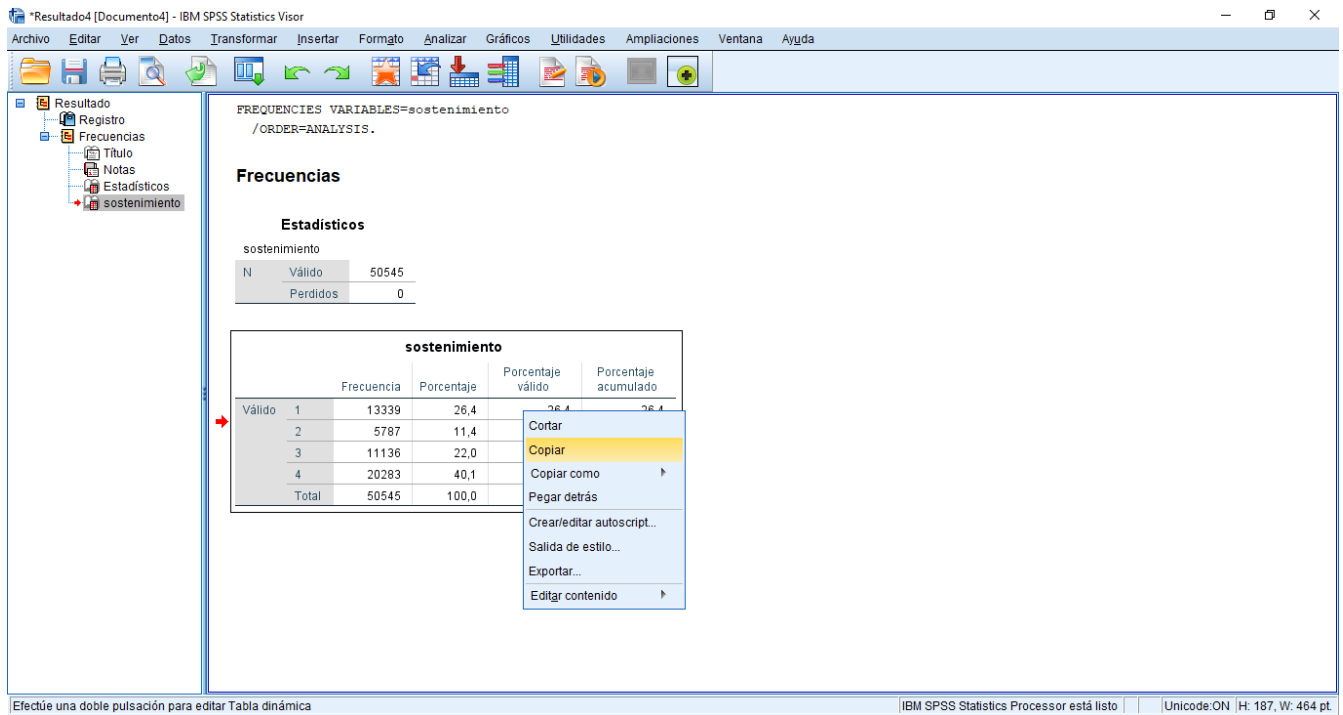 *Resultado4 [Documento4] - IBM SPSS Statistics Visor
Archivo Editar Ver Datos Transformar Insertar Formato Analizar Gráficos Utilidades Ampliaciones Ventana Ayuda
Resultado
Registro
Frecuencias
Título
Notas
Estadísticos
sostenimiento
FREQUENCIES VARIABLES=sostenimiento
/ORDER=ANALYSIS.
Frecuencias
Estadísticos
sostenimiento
N Válido 50545
Perdidos 0
sostenimiento
Frecuencia Porcentaje Porcentaje válido Porcentaje acumulado
Válido 1 13339 26,4 26,4 26,4
2 5787 11,4
3 11136 22,0
4 20283 40,1
Total 50545 100,0
Cortar
Copiar
Copiar como
Pegar detrás
Crear/editar autoscript...
Salida de estilo...
Exportar...
Editar contenido
Efectúe una doble pulsación para editar Tabla dinámica
IBM SPSS Statistics Processor está listo
Unicode:ON H: 187, W: 464 pt.